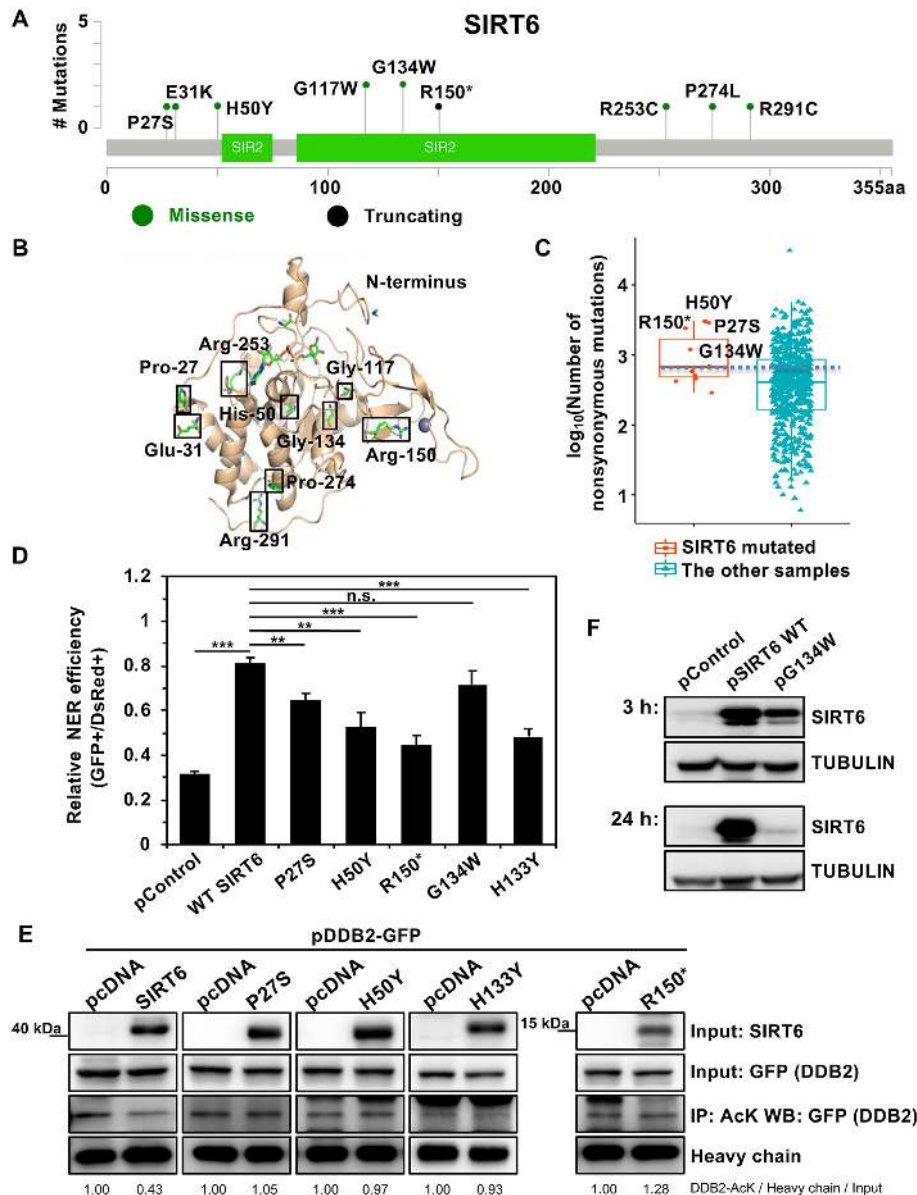 A
SIRT6
# Mutations
5
0
P27S
E31K
H50Y
G117W
G134W
R150*
R253C
P274L
R291C
SIR2
SIR2
0
100
200
300
355aa
Missense
Truncating
B
N-terminus
Pro-27
Arg-253
Gly-117
His-50
Glu-31
Gly-134
Arg-150
Pro-274
Arg-291
C
log10(Number of
nonsynonymous mutations)
4
3
2
1
H50Y
R150*
P27S
G134W
SIRT6 mutated
The other samples
D
Relative NER efficiency
(GFP+/DsRed+)
1.2
1
0.8
0.6
0.4
0.2
0
***
n.s.
***
**
*** **
pControl
WT SIRT6
P27S
H50Y
R150*
G134W
H133Y
F
pControl
pSIRT6 WT
pG134W
3 h:
SIRT6
TUBULIN
24 h:
SIRT6
TUBULIN
E
pDDB2-GFP
pcDNA SIRT6 pcDNA P27S pcDNA H50Y pcDNA H133Y pcDNA R150*
40 kDa
15 kDa
Input: SIRT6
Input: GFP (DDB2)
IP: AcK WB: GFP (DDB2)
Heavy chain
1.00 0.43 1.00 1.05 1.00 0.97 1.00 0.93 1.00 1.28 DDB2-AcK / Heavy chain / Input